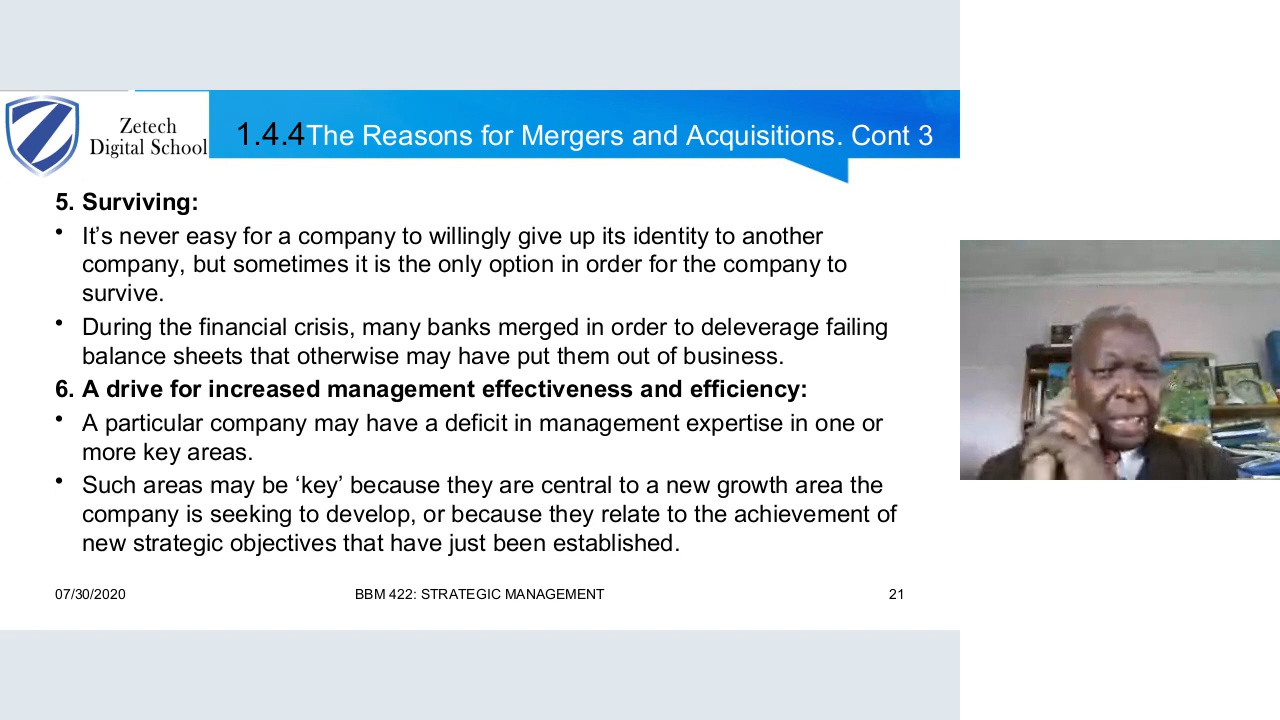 Zetech
Digital School
1.4.4The Reasons for Mergers and Acquisitions. Cont 3
5. Surviving:
• It’s never easy for a company to willingly give up its identity to another
company, but sometimes it is the only option in order for the company to
survive.
• During the financial crisis, many banks merged in order to deleverage failing
balance sheets that otherwise may have put them out of business.
6. A drive for increased management effectiveness and efficiency:
• A particular company may have a deficit in management expertise in one or
more key areas.
• Such areas may be ‘key’ because they are central to a new growth area the
company is seeking to develop, or because they relate to the achievement of
new strategic objectives that have just been established.
07/30/2020
BBM 422: STRATEGIC MANAGEMENT
21